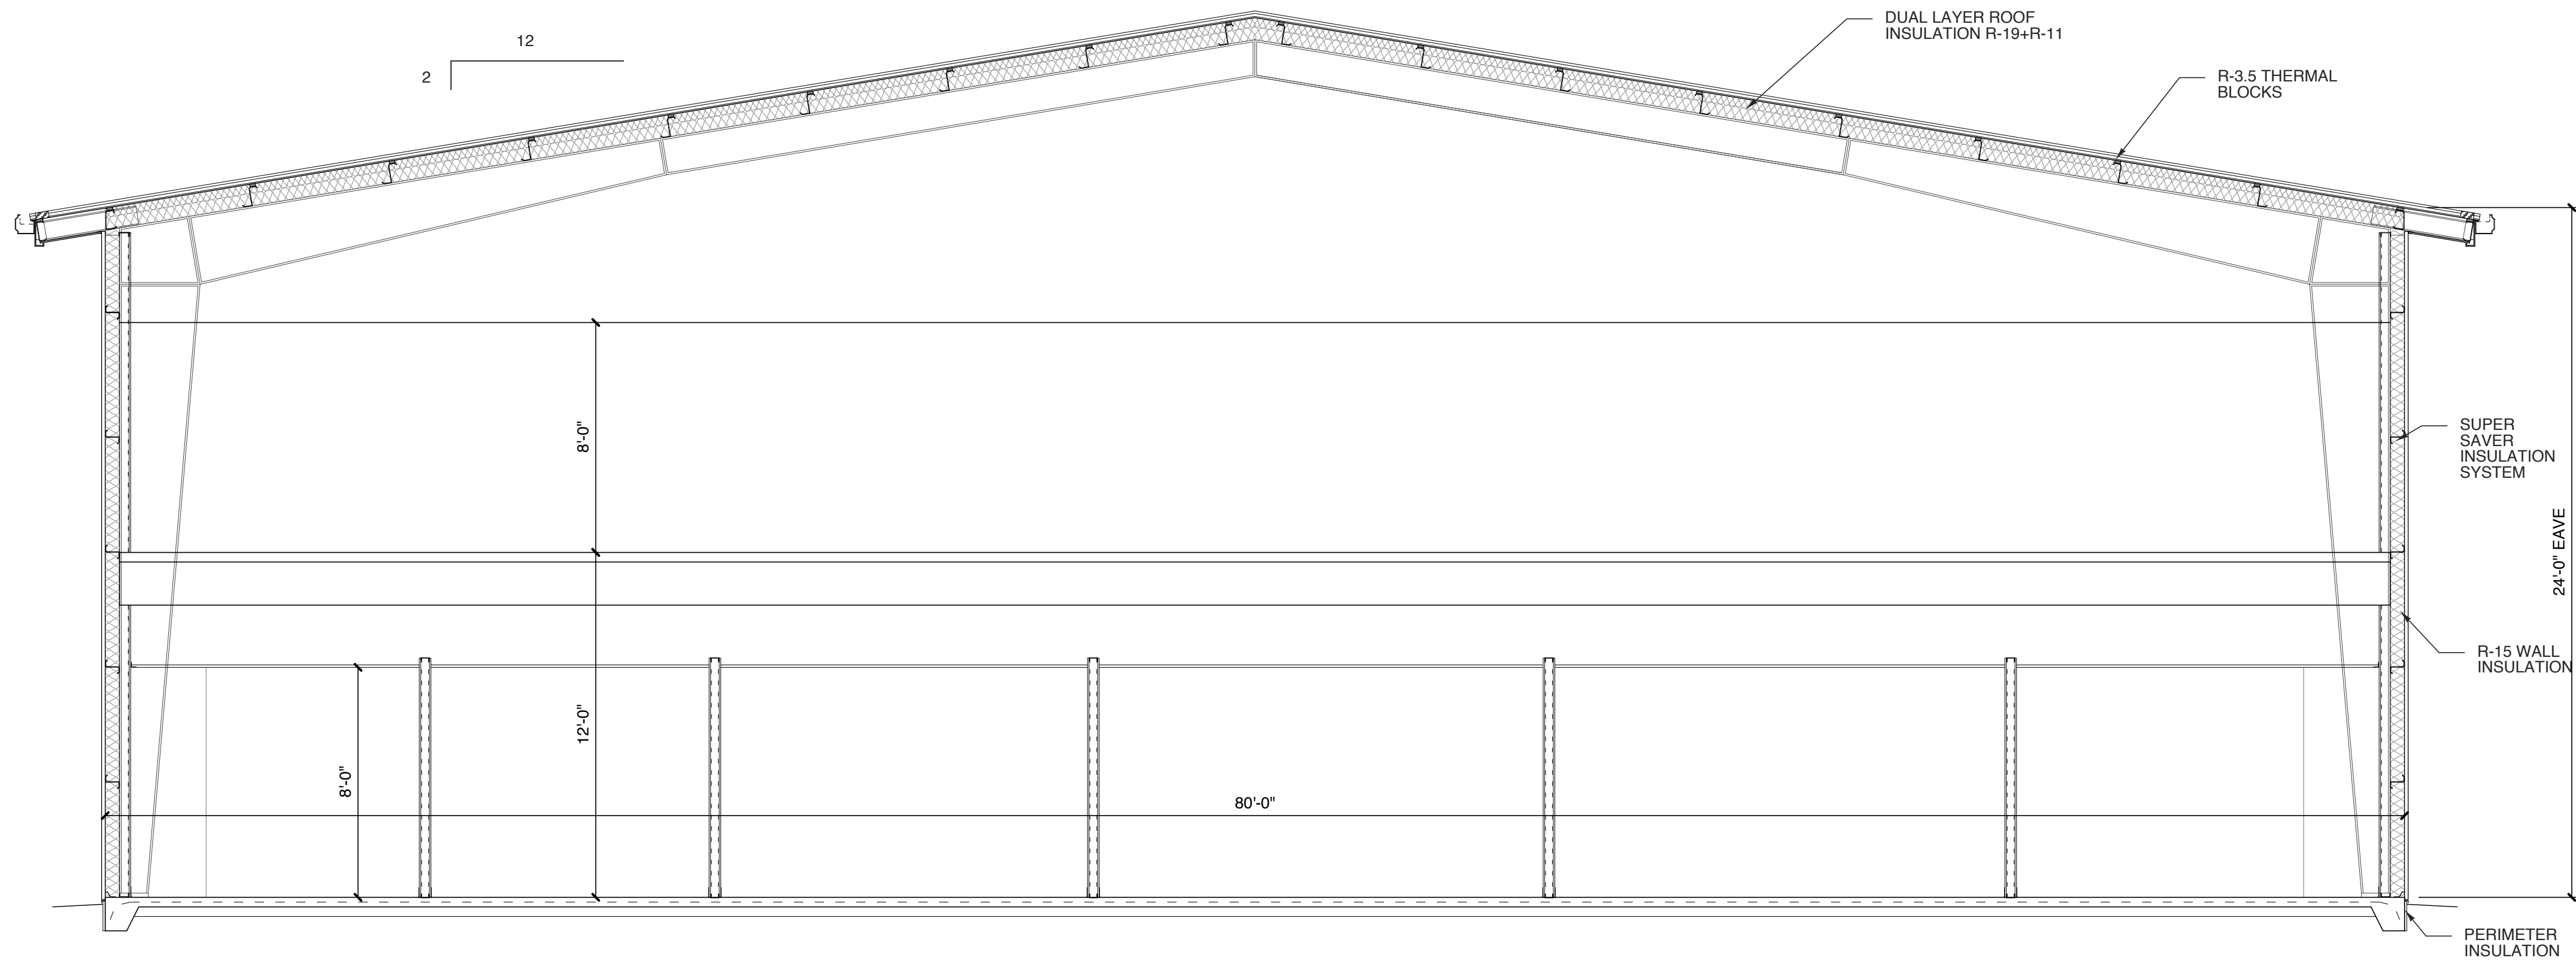 DUAL LAYER ROOF
INSULATION R-19+R-11
12
2
R-3.5 THERMAL
BLOCKS
8'-0"
SUPER
SAVER
INSULATION
SYSTEM
24'-0" EAVE
R-15 WALL
INSULATION
12'-0"
8'-0"
80'-0"
PERIMETER
INSULATION